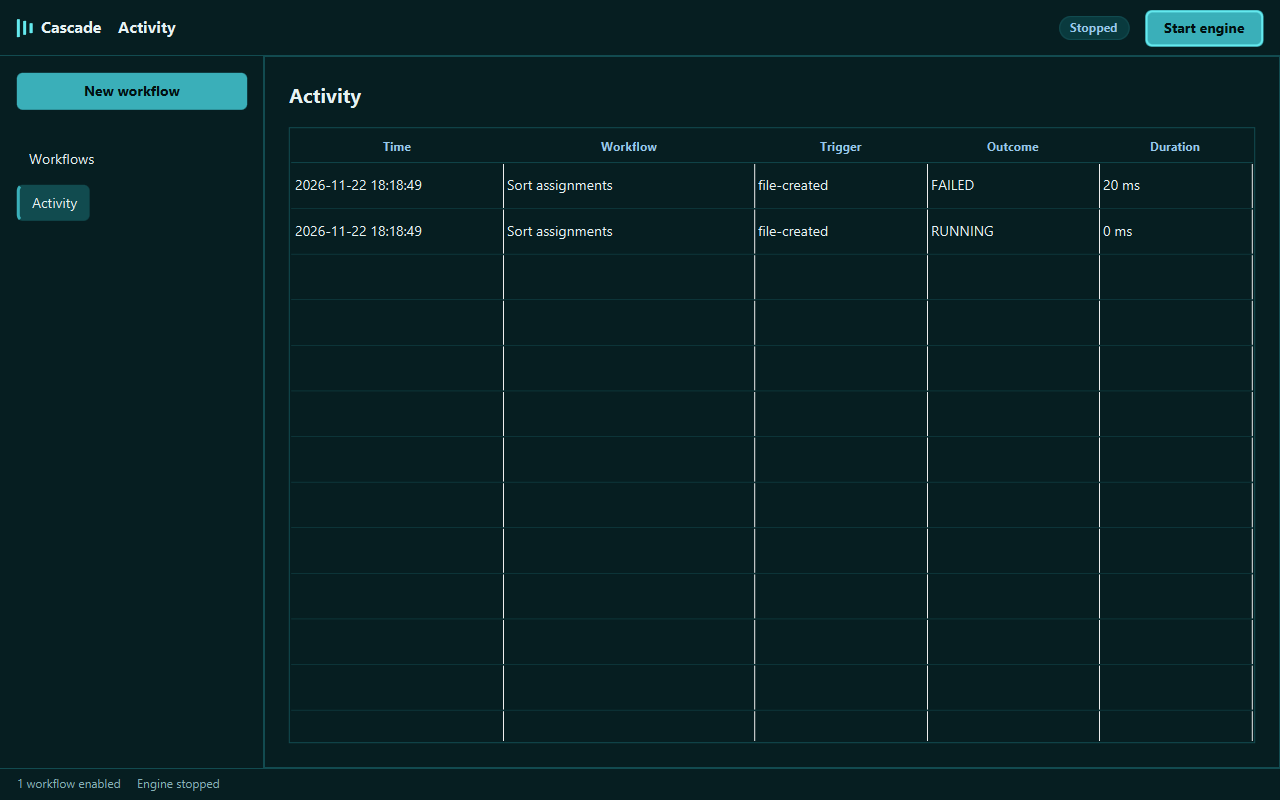 Cascade Activity Stopped Start engine
New workflow
Workflows
Activity
Activity
Time Workflow Trigger Outcome Duration
2026-11-22 18:18:49 Sort assignments file-created FAILED 20 ms
2026-11-22 18:18:49 Sort assignments file-created RUNNING 0 ms
1 workflow enabled Engine stopped